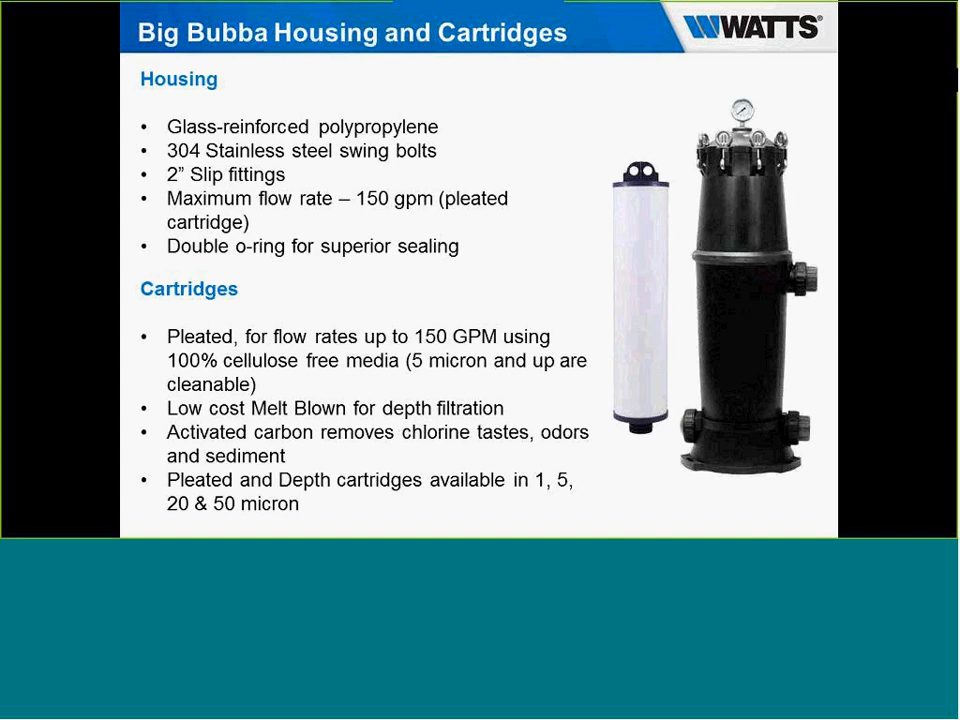 Big Bubba Housing and Cartridges
WATTS®
Housing
• Glass-reinforced polypropylene
• 304 Stainless steel swing bolts
• 2” Slip fittings
• Maximum flow rate – 150 gpm (pleated
cartridge)
• Double o-ring for superior sealing
Cartridges
• Pleated, for flow rates up to 150 GPM using
100% cellulose free media (5 micron and up are
cleanable)
• Low cost Melt Blown for depth filtration
• Activated carbon removes chlorine tastes, odors
and sediment
• Pleated and Depth cartridges available in 1, 5,
20 & 50 micron